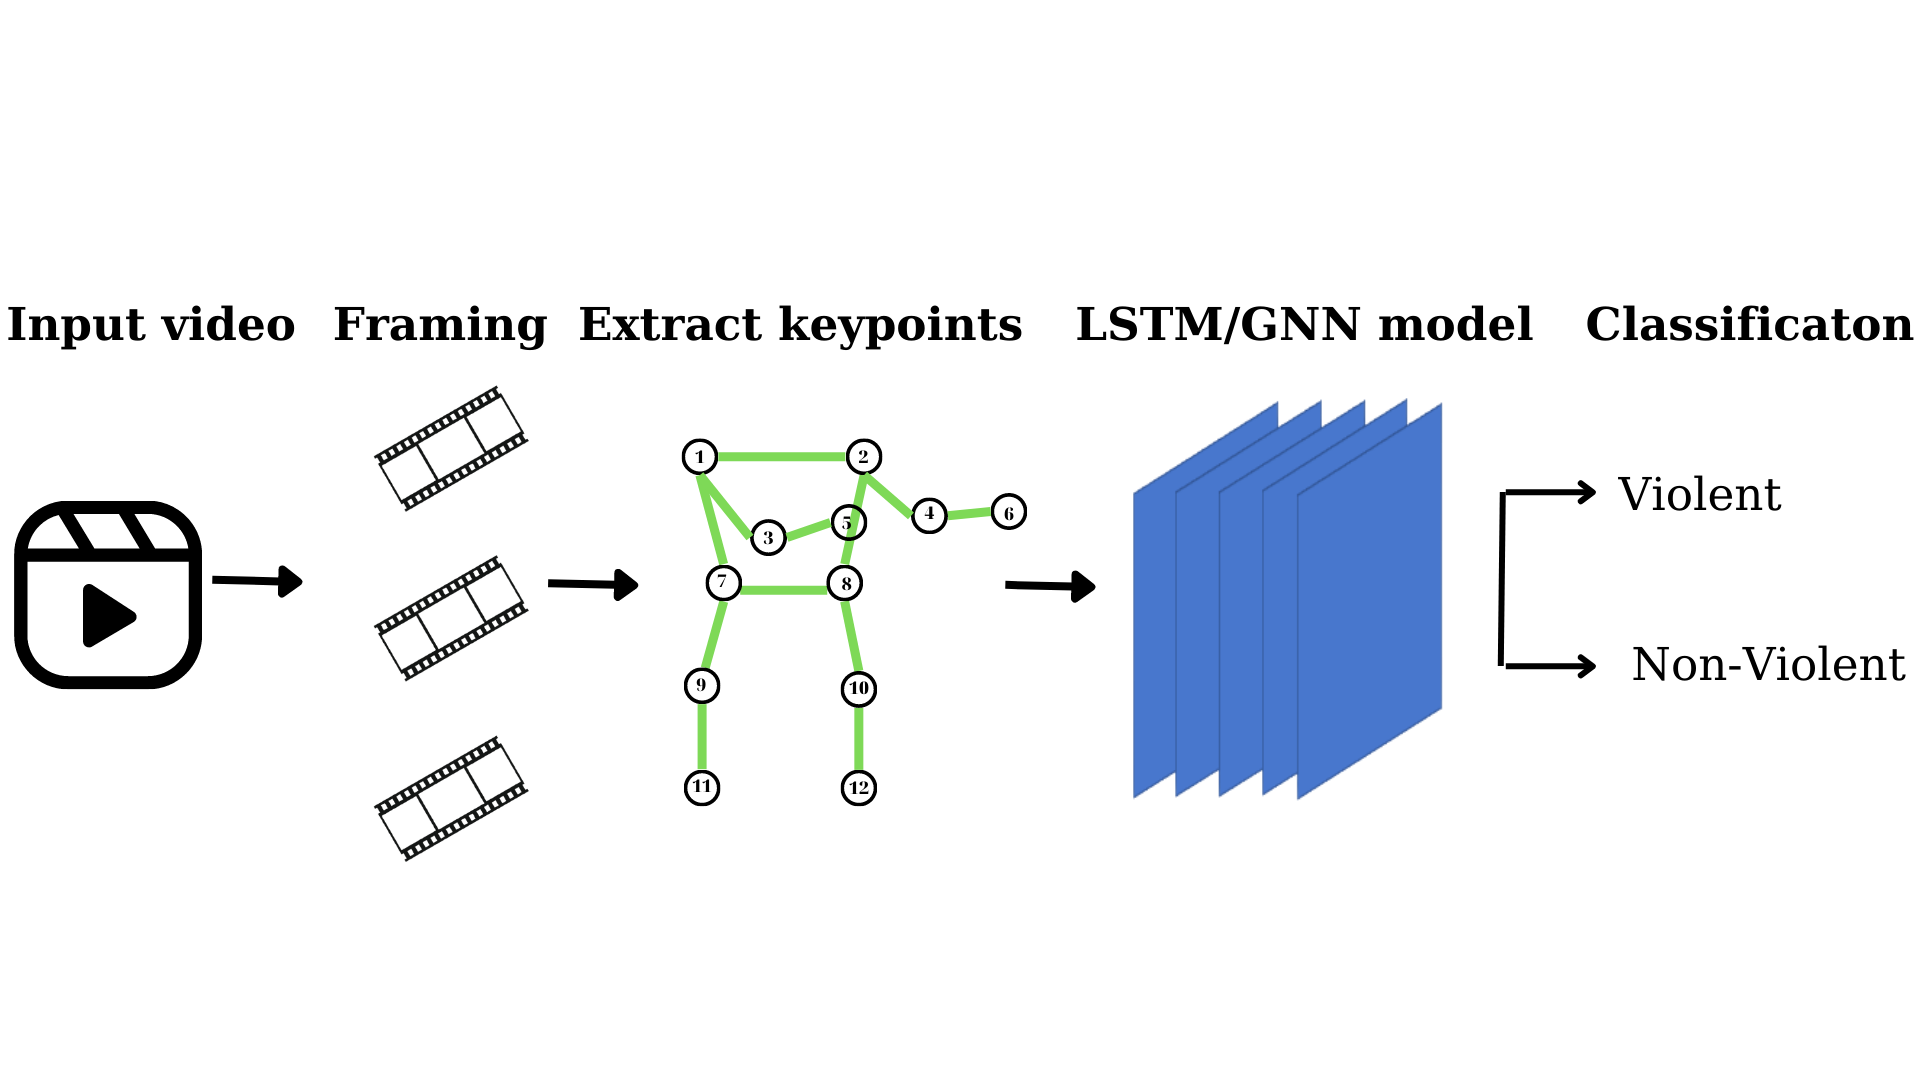 Input video
Framing
Extract keypoints
LSTM/GNN model
Classificaton
1
2
3
4
5
6
7
8
9
10
11
12
Violent
Non-Violent